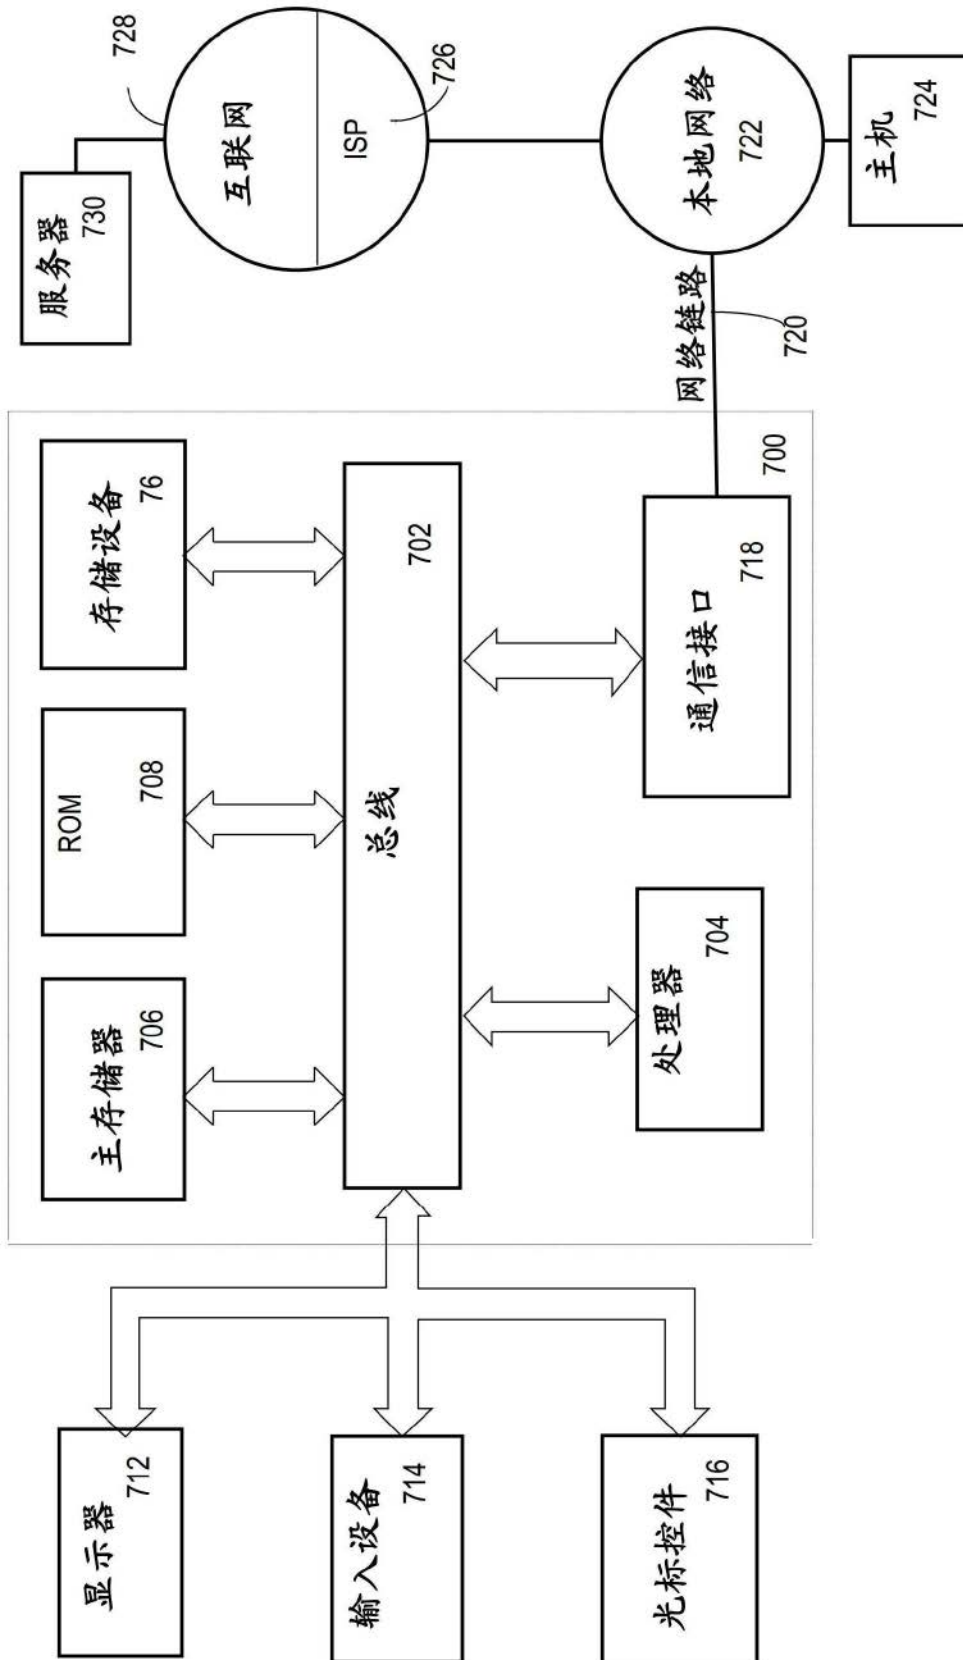 显示器
712
输入设备
714
光标控件
716
主存储器
706
ROM
708
存储设备
76
总线
702
处理器
704
通信接口
718
700
网络链路
720
服务器
730
728
互联网
ISP
726
本地网络
722
主机
724